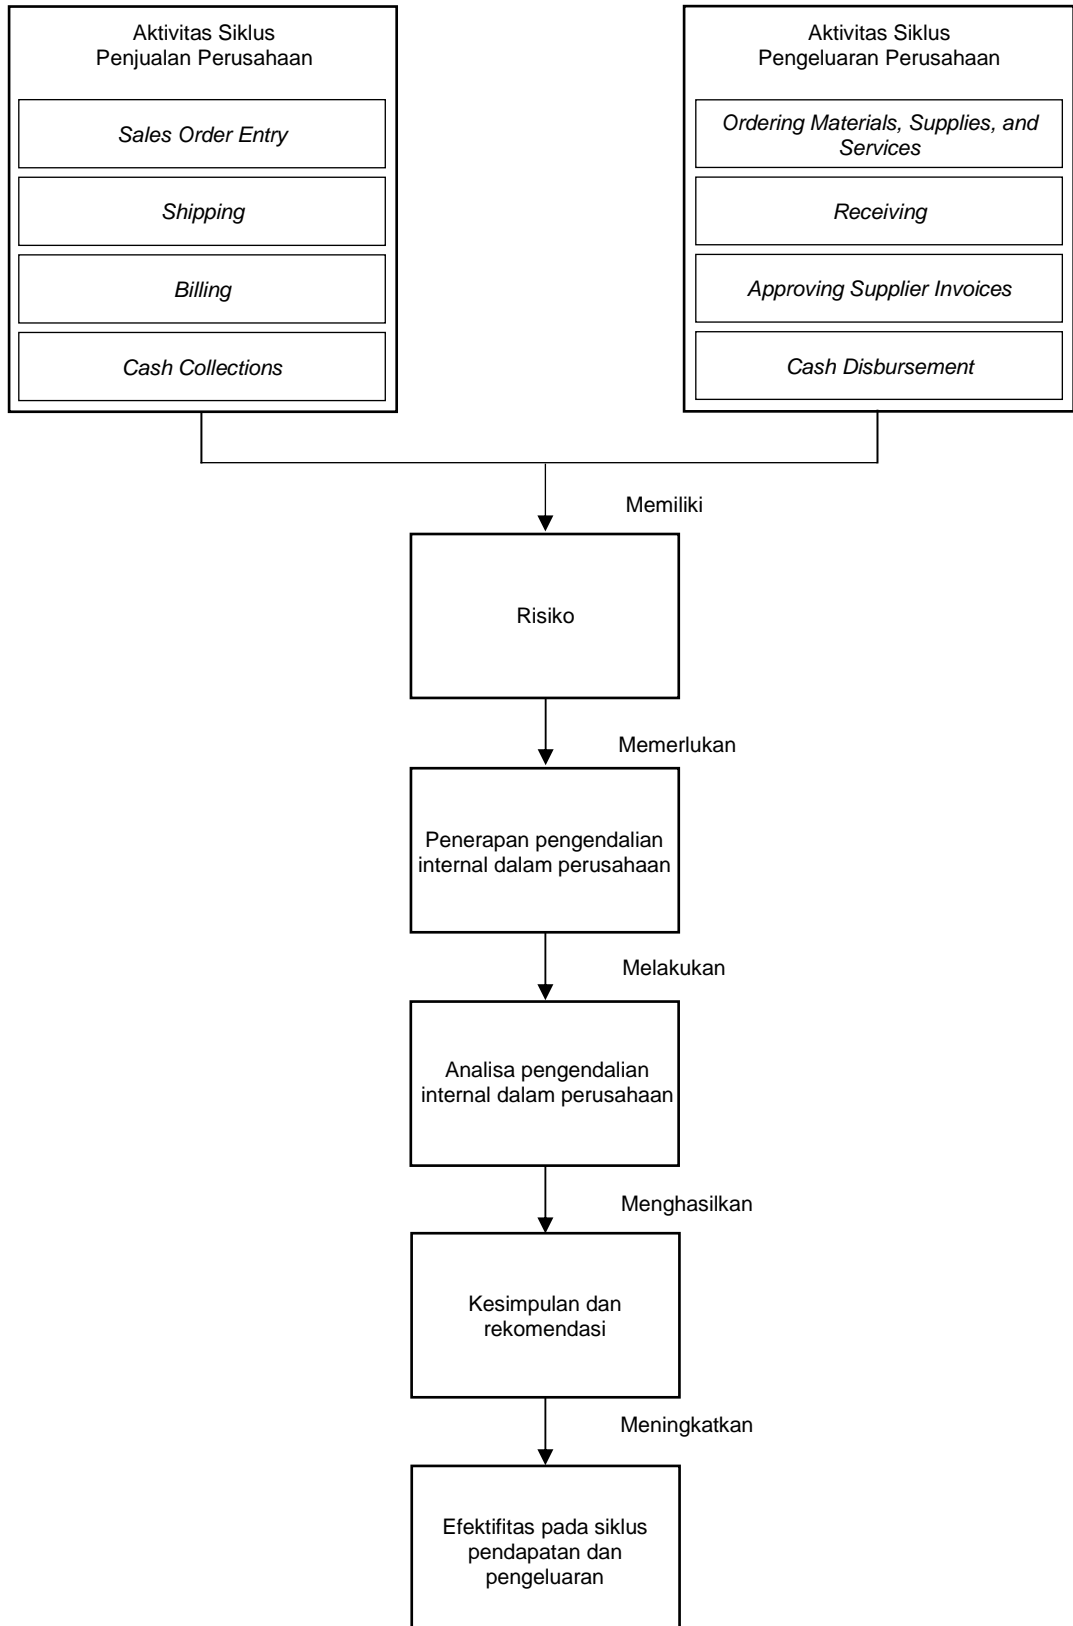 Aktivitas Siklus
Penjualan Perusahaan
Sales Order Entry
Shipping
Billing
Cash Collections
Aktivitas Siklus
Pengeluaran Perusahaan
Ordering Materials, Supplies, and
Services
Receiving
Approving Supplier Invoices
Cash Disbursement
Memiliki
Risiko
Memerlukan
Penerapan pengendalian
internal dalam perusahaan
Melakukan
Analisa pengendalian
internal dalam perusahaan
Menghasilkan
Kesimpulan dan
rekomendasi
Meningkatkan
Efektifitas pada siklus
pendapatan dan
pengeluaran